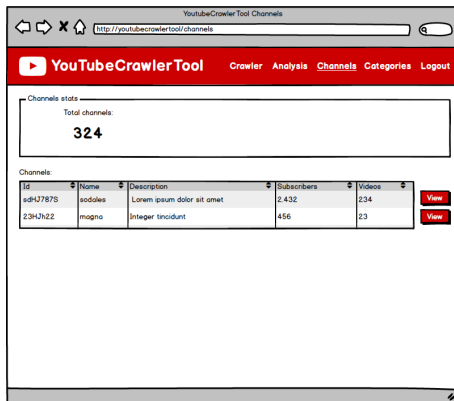 YoutubeCrawlerTool Channels
http://youtubecrawlertool/channels
YouTubeCrawlerTool Crawler Analysis Channels Categories Logout
Channels stats
Total channels:
324
Channels:
Id Name Description Subscribers Videos
sdHJ787S sodales Lorem ipsum dolor sit amet 2.432 234 View
23HJh22 magna Integer tincidunt 456 23 View